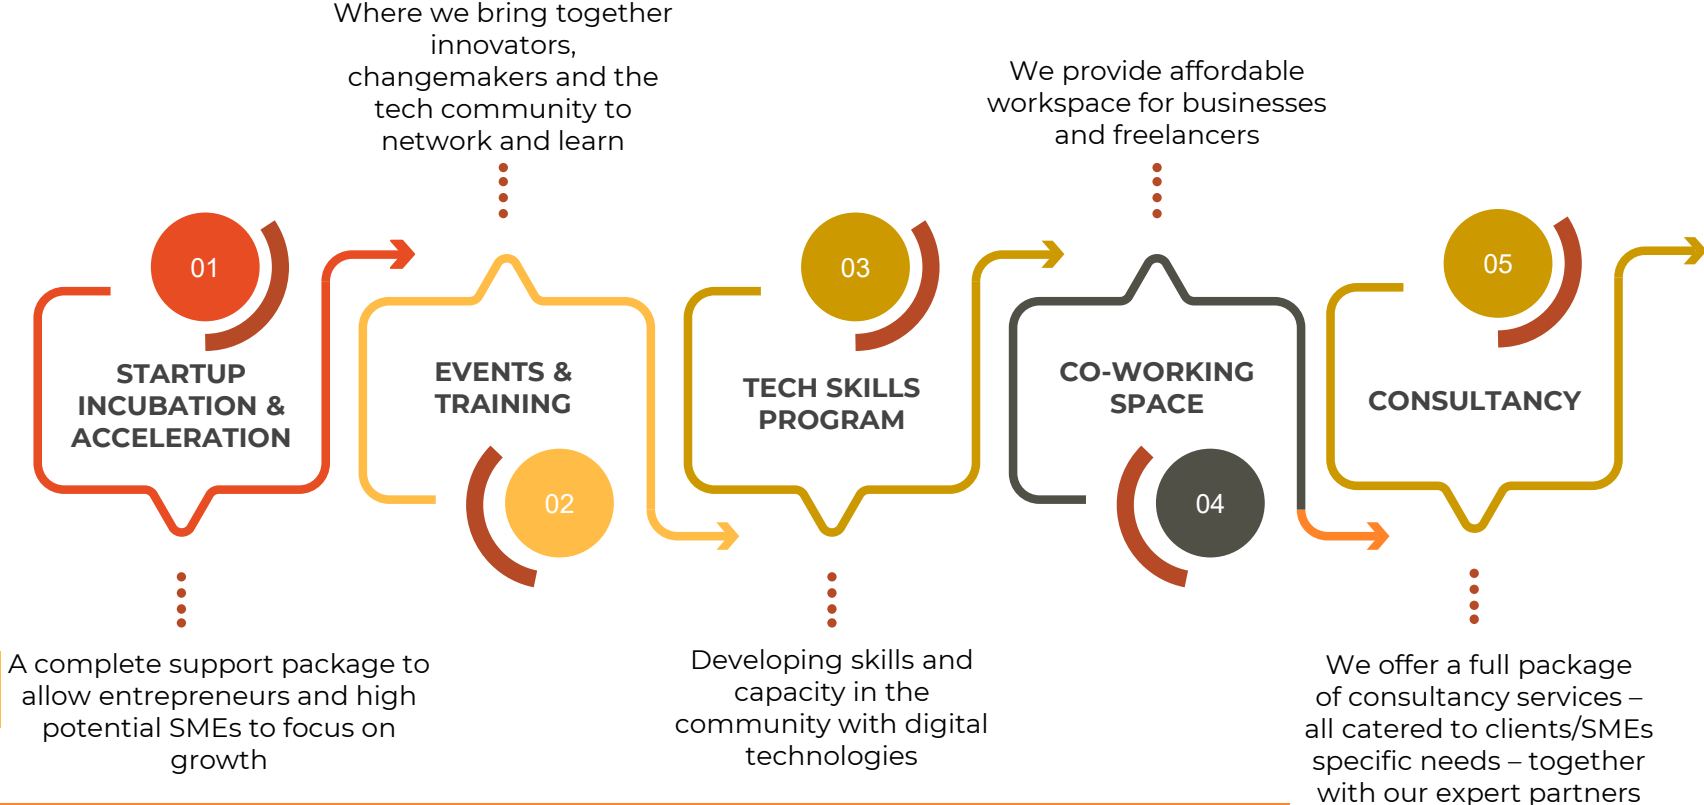 Where we bring together
innovators,
changemakers and the
tech community to
network and learn
We provide affordable
workspace for businesses
and freelancers
01
STARTUP
INCUBATION &
ACCELERATION
EVENTS &
TRAINING
02
03
TECH SKILLS
PROGRAM
CO-WORKING
SPACE
04
05
CONSULTANCY
A complete support package to
allow entrepreneurs and high
potential SMEs to focus on
growth
Developing skills and
capacity in the
community with digital
technologies
We offer a full package
of consultancy services –
all catered to clients/SMEs
specific needs – together
with our expert partners